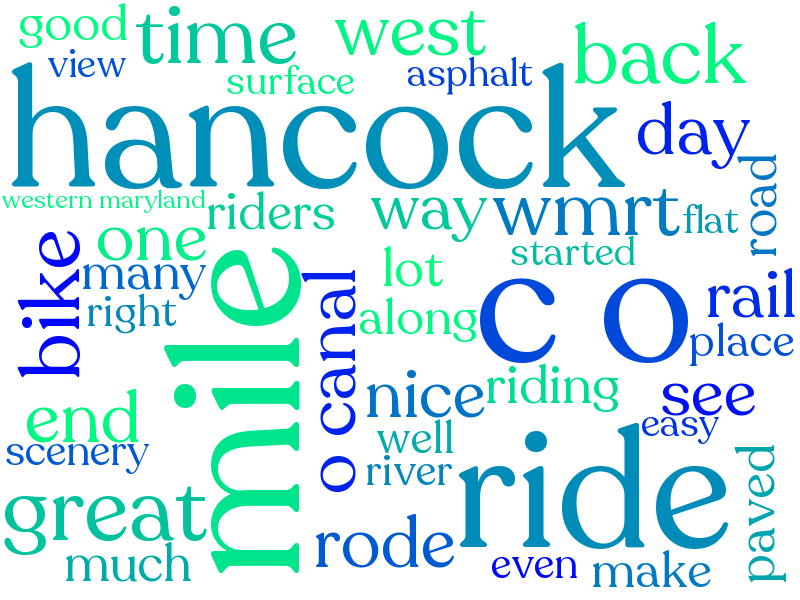 good
time
west
back
view
surface
asphalt
hancock
day
western maryland
riders
way
wmrt
flat
road
one
many
right
bike
mile
o canal
lot
along
started
c o
rail
place
nice
riding
see
end
scenery
well
river
easy
great
much
rode
ride
even
make
paved